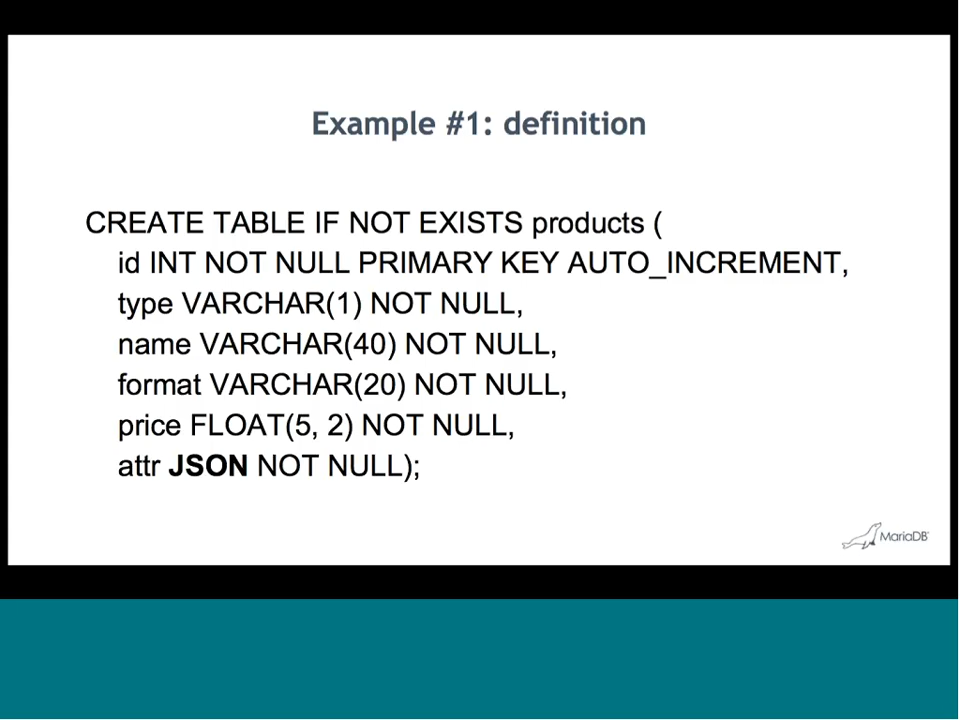 Example #1: definition
CREATE TABLE IF NOT EXISTS products (
id INT NOT NULL PRIMARY KEY AUTO_INCREMENT,
type VARCHAR(1) NOT NULL,
name VARCHAR(40) NOT NULL,
format VARCHAR(20) NOT NULL,
price FLOAT(5, 2) NOT NULL,
attr JSON NOT NULL);
MariaDB